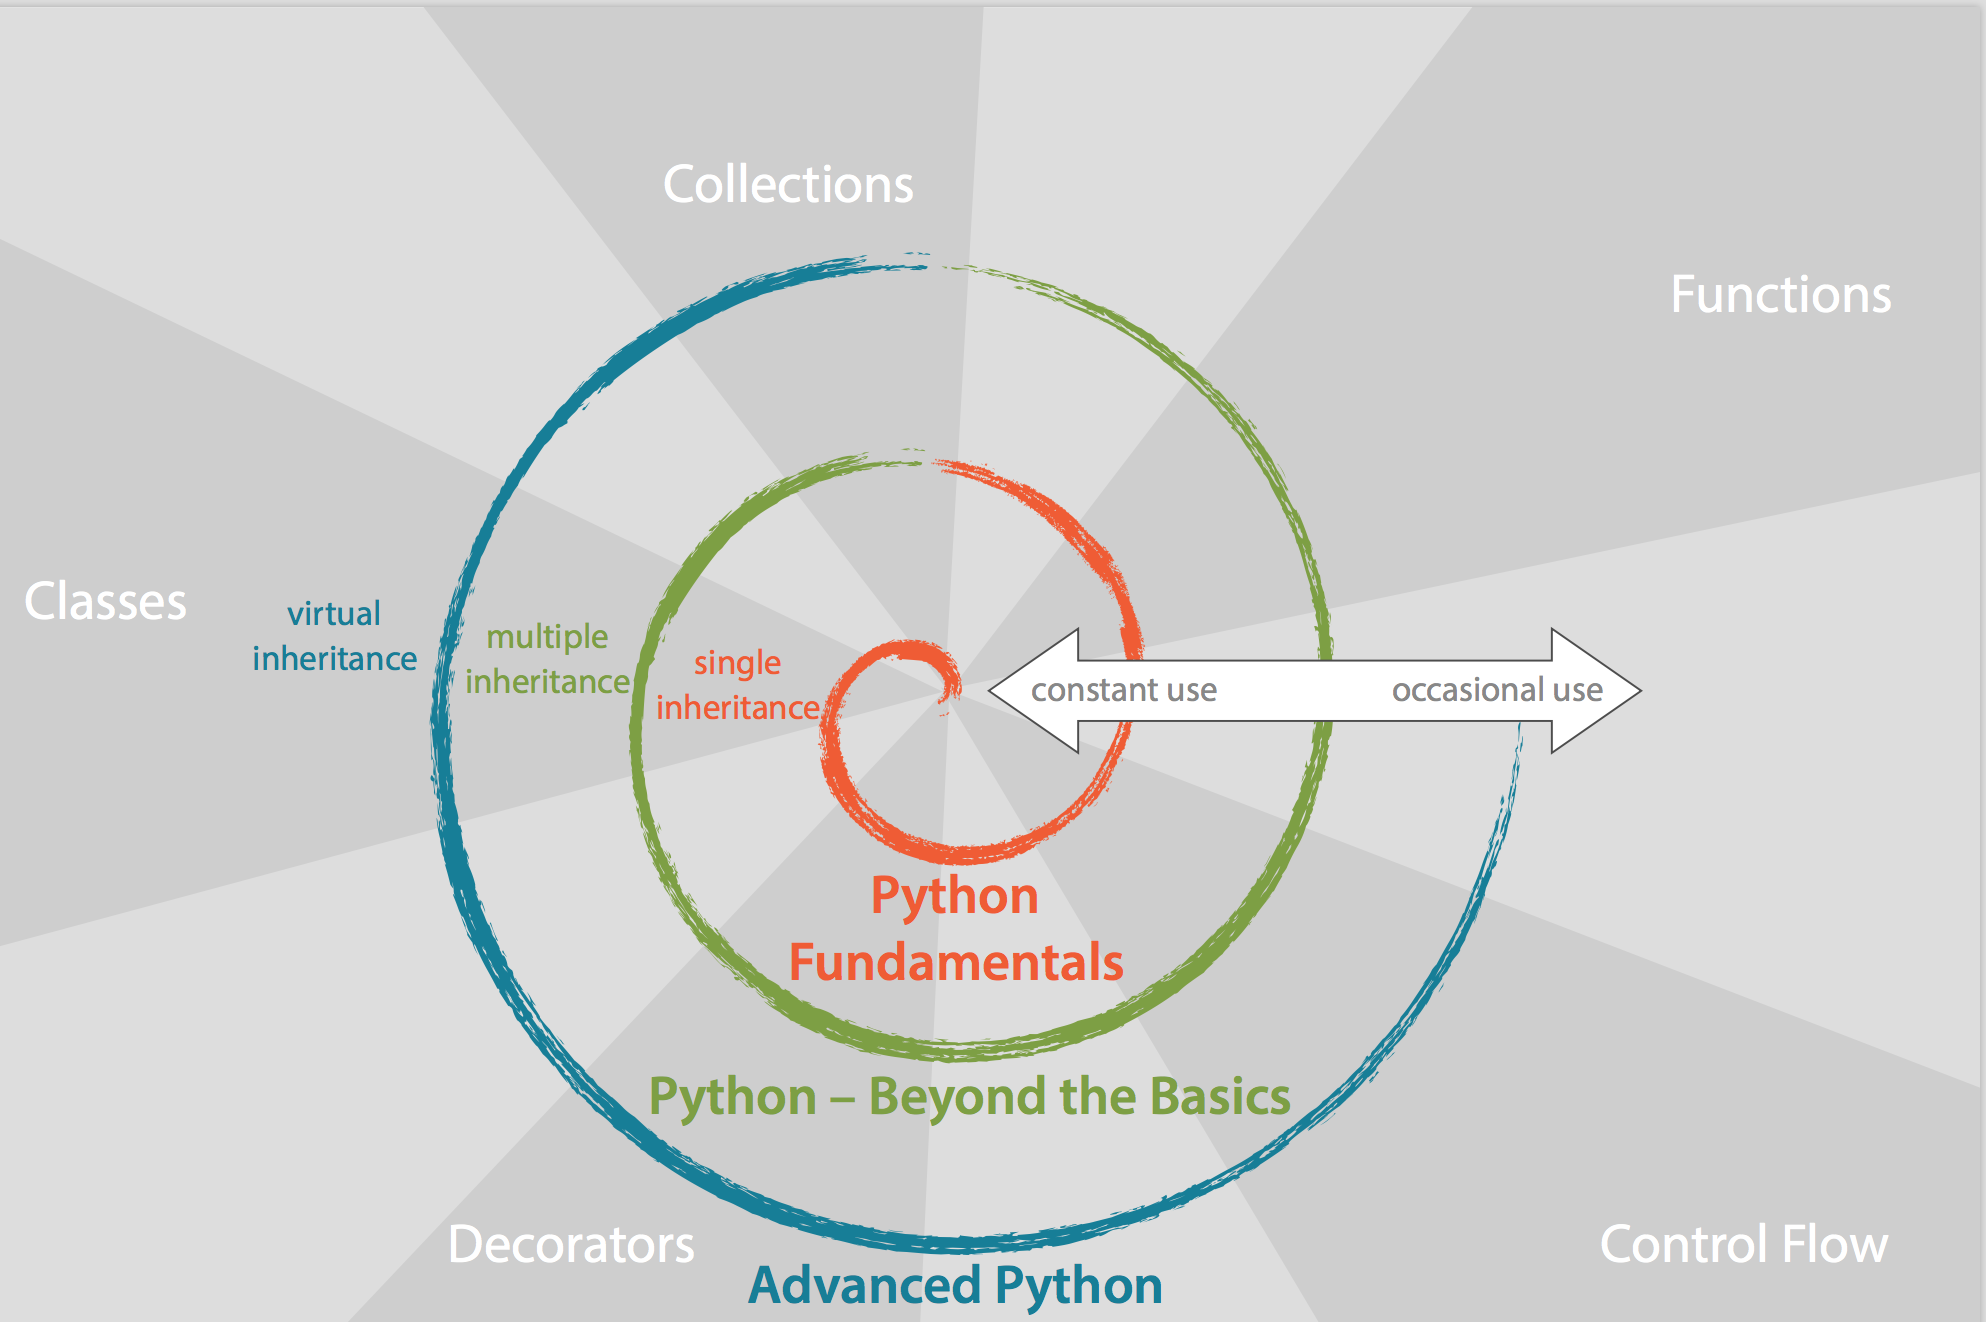 Collections
Functions
Classes
virtual
inheritance
multiple
inheritance
single
inheritance
constant use
occasional use
Python
Fundamentals
Python – Beyond the Basics
Decorators
Control Flow
Advanced Python